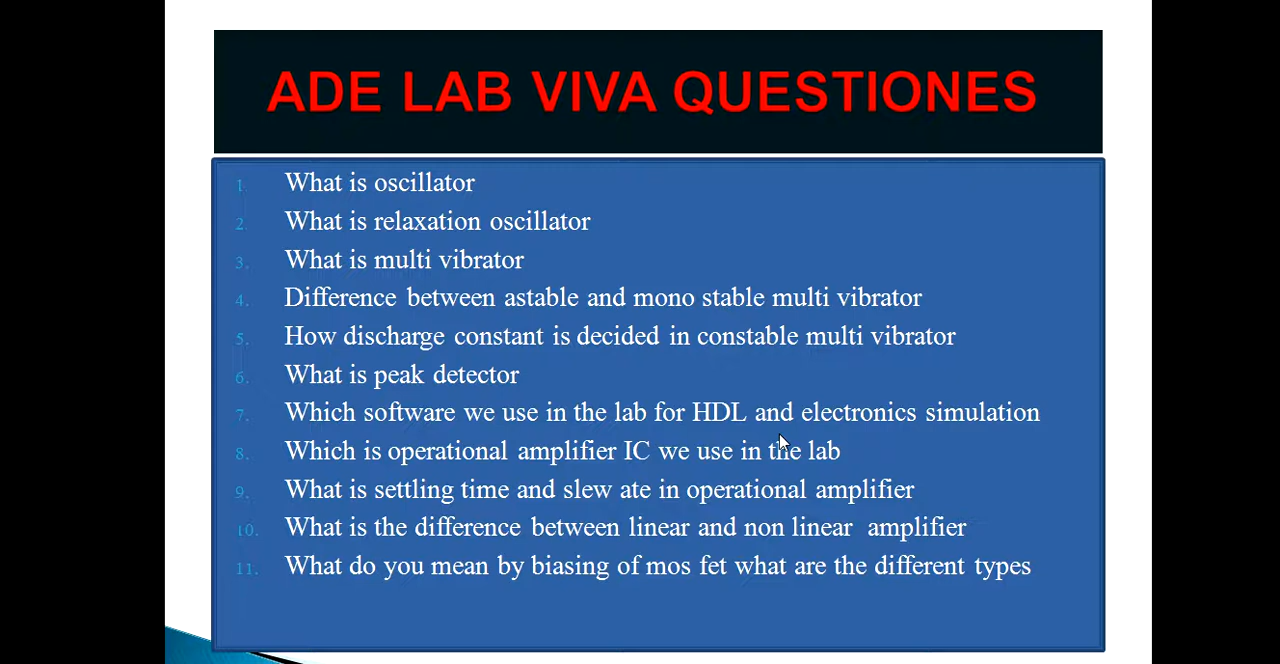 ADE LAB VIVA QUESTIONES
1. What is oscillator
2. What is relaxation oscillator
3. What is multi vibrator
4. Difference between astable and mono stable multi vibrator
5. How discharge constant is decided in constable multi vibrator
6. What is peak detector
7. Which software we use in the lab for HDL and electronics simulation
8. Which is operational amplifier IC we use in the lab
9. What is settling time and slew ate in operational amplifier
10. What is the difference between linear and non linear amplifier
11. What do you mean by biasing of mos fet what are the different types